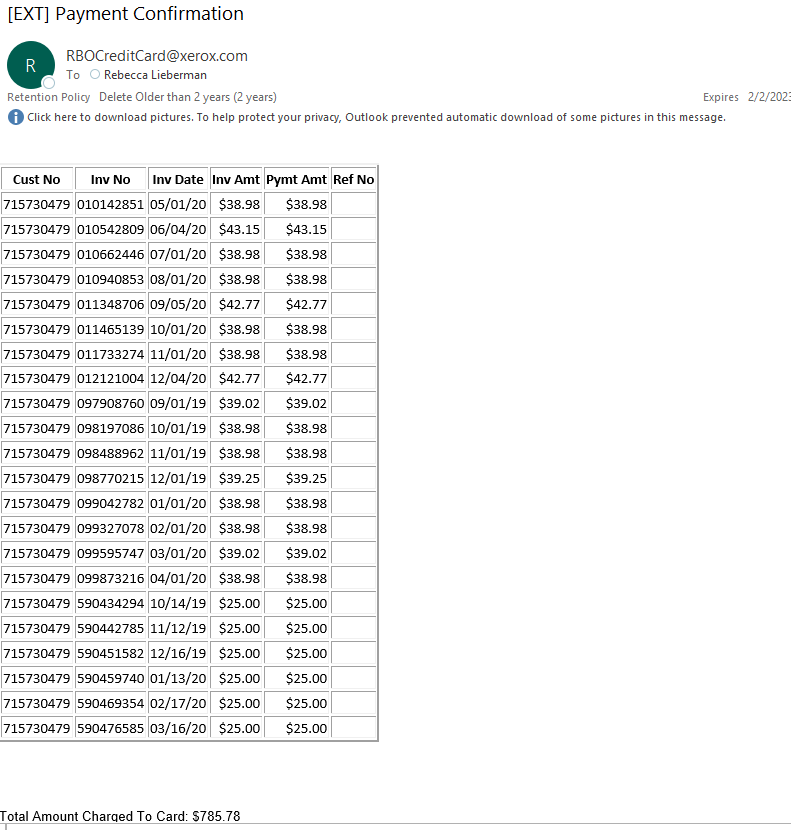 [EXT] Payment Confirmation
R
RBOCreditCard@xerox.com
To Rebecca Lieberman
Retention Policy Delete Older than 2 years (2 years) Expires 2/2/2023
Click here to download pictures. To help protect your privacy, Outlook prevented automatic download of some pictures in this message.
Cust No Inv No Inv Date Inv Amt Pymt Amt Ref No
715730479 010142851 05/01/20 $38.98 $38.98
715730479 010542809 06/04/20 $43.15 $43.15
715730479 010662446 07/01/20 $38.98 $38.98
715730479 010940853 08/01/20 $38.98 $38.98
715730479 011348706 09/05/20 $42.77 $42.77
715730479 011465139 10/01/20 $38.98 $38.98
715730479 011733274 11/01/20 $38.98 $38.98
715730479 012121004 12/04/20 $42.77 $42.77
715730479 097908760 09/01/19 $39.02 $39.02
715730479 098197086 10/01/19 $38.98 $38.98
715730479 098488962 11/01/19 $38.98 $38.98
715730479 098770215 12/01/19 $39.25 $39.25
715730479 099042782 01/01/20 $38.98 $38.98
715730479 099327078 02/01/20 $38.98 $38.98
715730479 099595747 03/01/20 $39.02 $39.02
715730479 099873216 04/01/20 $38.98 $38.98
715730479 590434294 10/14/19 $25.00 $25.00
715730479 590442785 11/12/19 $25.00 $25.00
715730479 590451582 12/16/19 $25.00 $25.00
715730479 590459740 01/13/20 $25.00 $25.00
715730479 590469354 02/17/20 $25.00 $25.00
715730479 590476585 03/16/20 $25.00 $25.00
Total Amount Charged To Card: $785.78